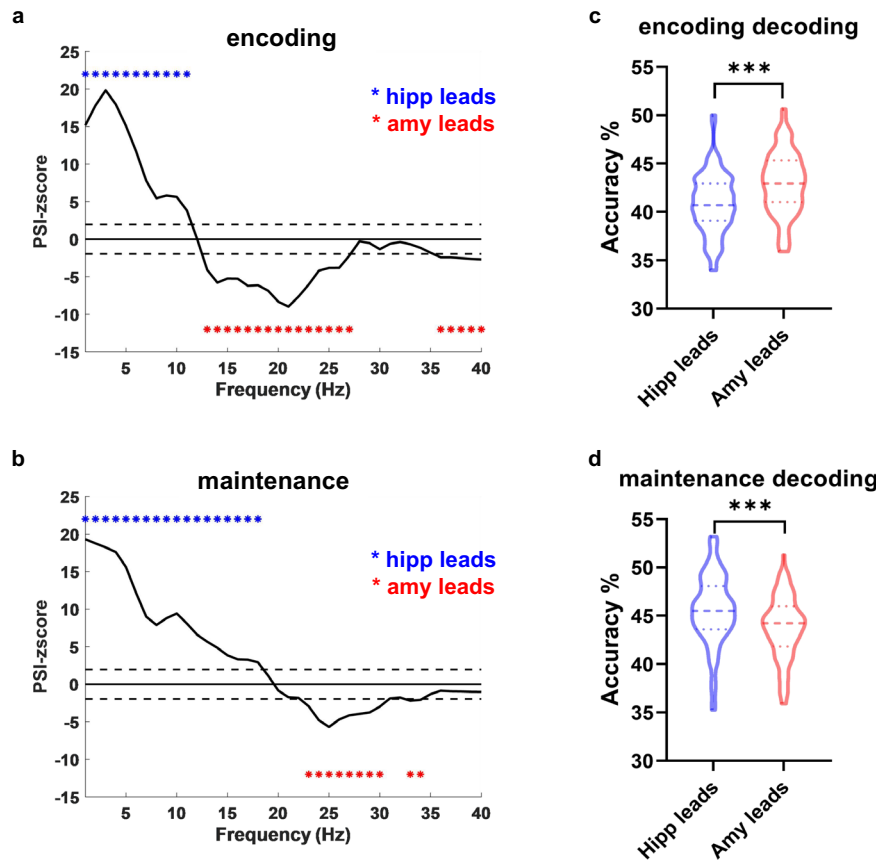 a
encoding
25
20
15
10
5
0
-5
-10
-15
PSI-zscore
* hipp leads
* amy leads
5 10 15 20 25 30 35 40
Frequency (Hz)
c
encoding decoding
***
55
50
45
40
35
30
Accuracy %
Hipp leads
Amy leads
b
maintenance
25
20
15
10
5
0
-5
-10
-15
PSI-zscore
* hipp leads
* amy leads
5 10 15 20 25 30 35 40
Frequency (Hz)
d
maintenance decoding
***
55
50
45
40
35
30
Accuracy %
Hipp leads
Amy leads